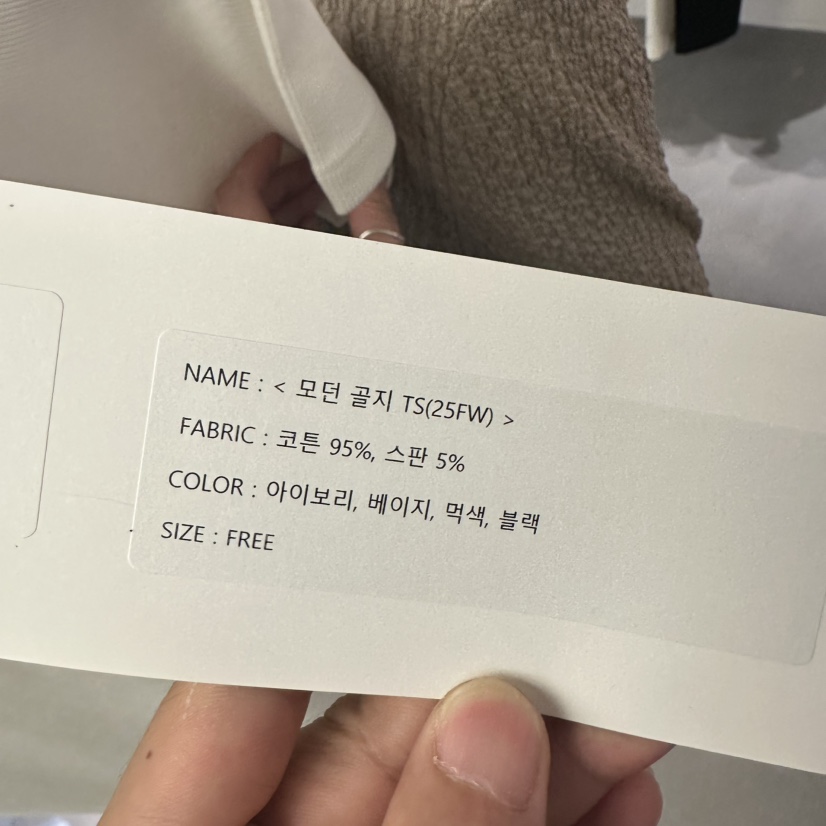 NAME : < 모던 골지 TS(25FW) >
FABRIC : 코튼 95%, 스판 5%
COLOR : 아이보리, 베이지, 먹색, 블랙
SIZE : FREE